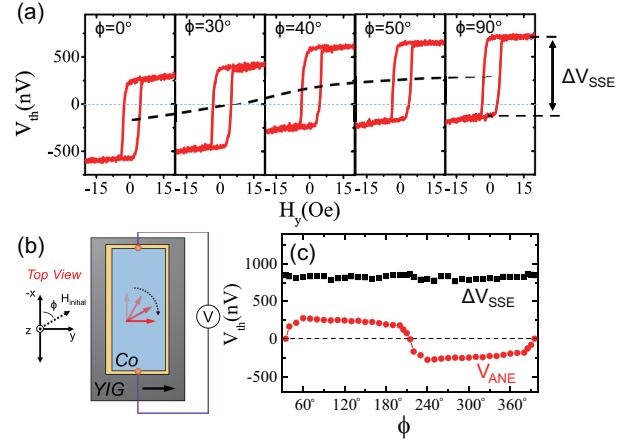 (a)
ϕ=0° ϕ=30° ϕ=40° ϕ=50° ϕ=90°
500
0
-500
V_th(nV)
ΔV_SSE
-15 0 15 -15 0 15 -15 0 15 -15 0 15 -15 0 15
H_y(Oe)
(b)
Top View
-x
ϕ
H_initial
z
y
Co
YIG
V
(c)
1000
500
0
-500
V_th(nV)
ΔV_SSE
V_ANE
60° 120° 180° 240° 300° 360°
ϕ